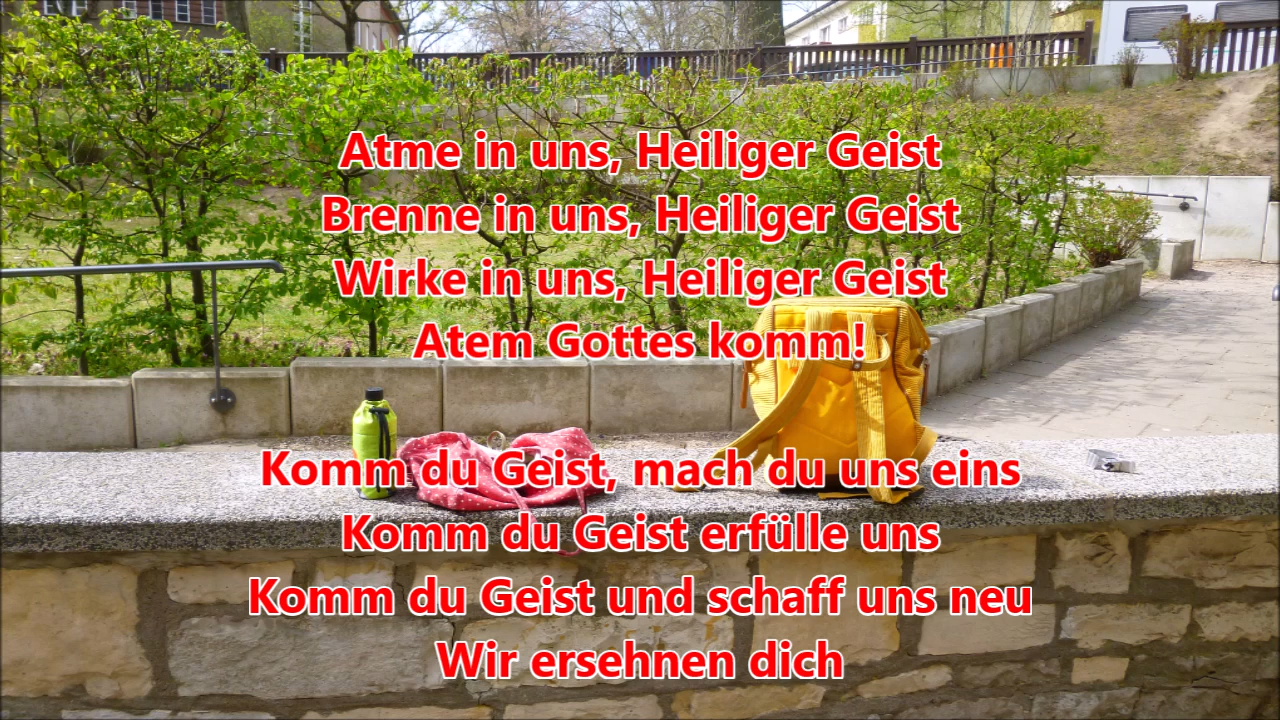 Atme in uns, Heiliger Geist
Brenne in uns, Heiliger Geist
Wirke in uns, Heiliger Geist
Atem Gottes komm!
Komm du Geist, mach du uns eins
Komm du Geist erfülle uns
Komm du Geist und schaff uns neu
Wir ersehnen dich